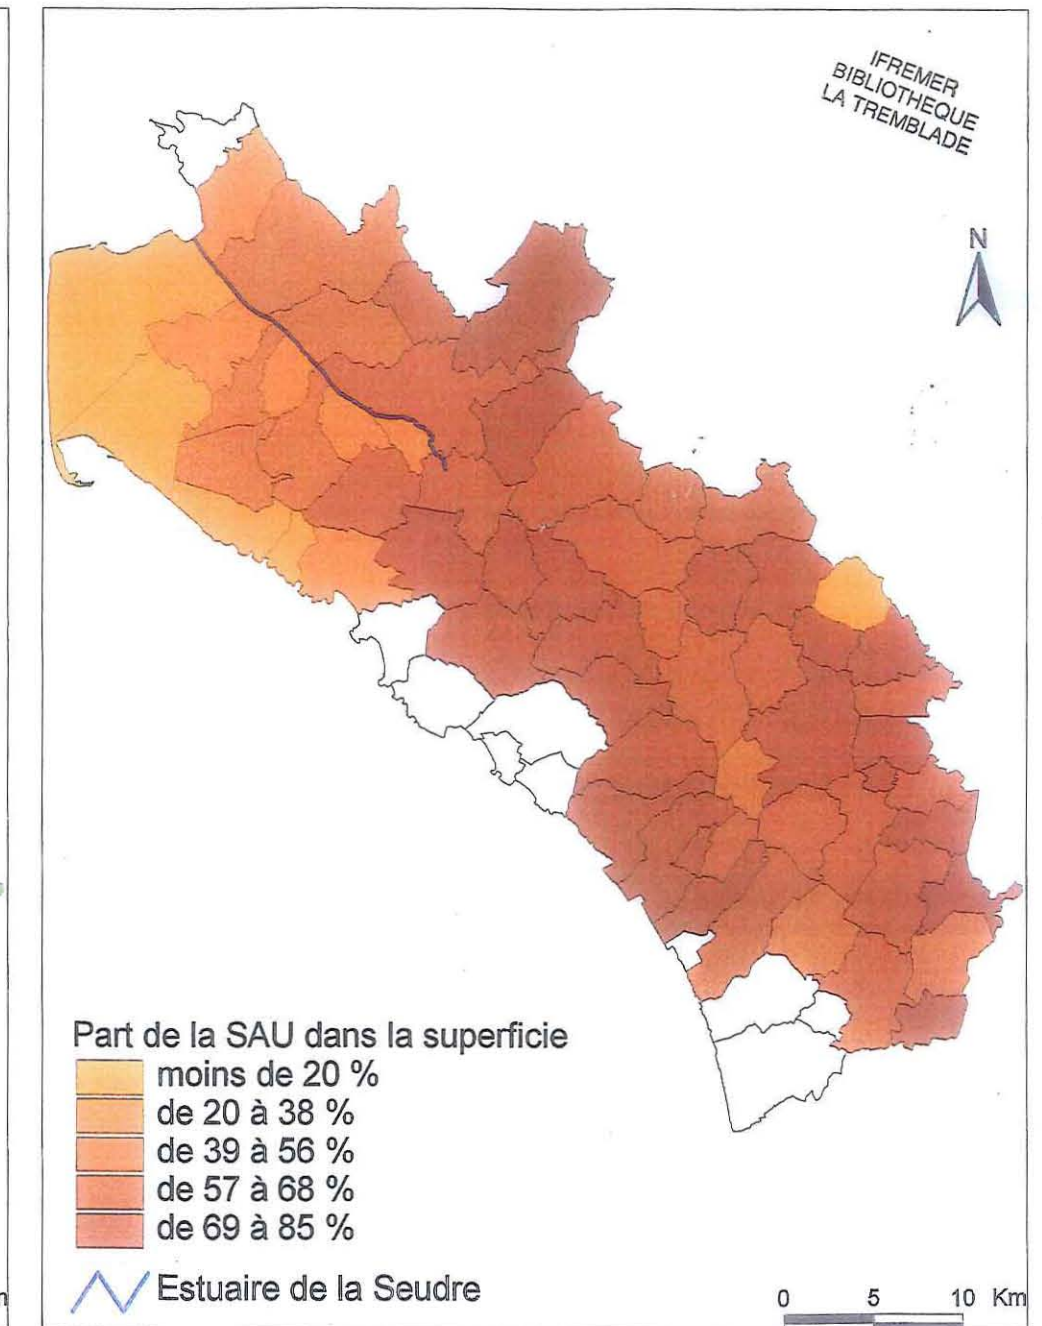 IFREMER
BIBLIOTHEQUE
LA TREMBLADE
N
Part de la SAU dans la superficie
moins de 20 %
de 20 à 38 %
de 39 à 56 %
de 57 à 68 %
de 69 à 85 %
Estuaire de la Seudre
0 5 10 Km